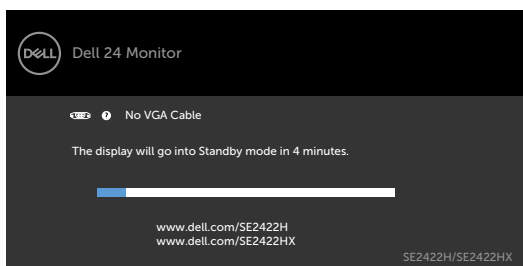 DELL
Dell 24 Monitor
No VGA Cable
The display will go into Standby mode in 4 minutes.
www.dell.com/SE2422H
www.dell.com/SE2422HX
SE2422H/SE2422HX